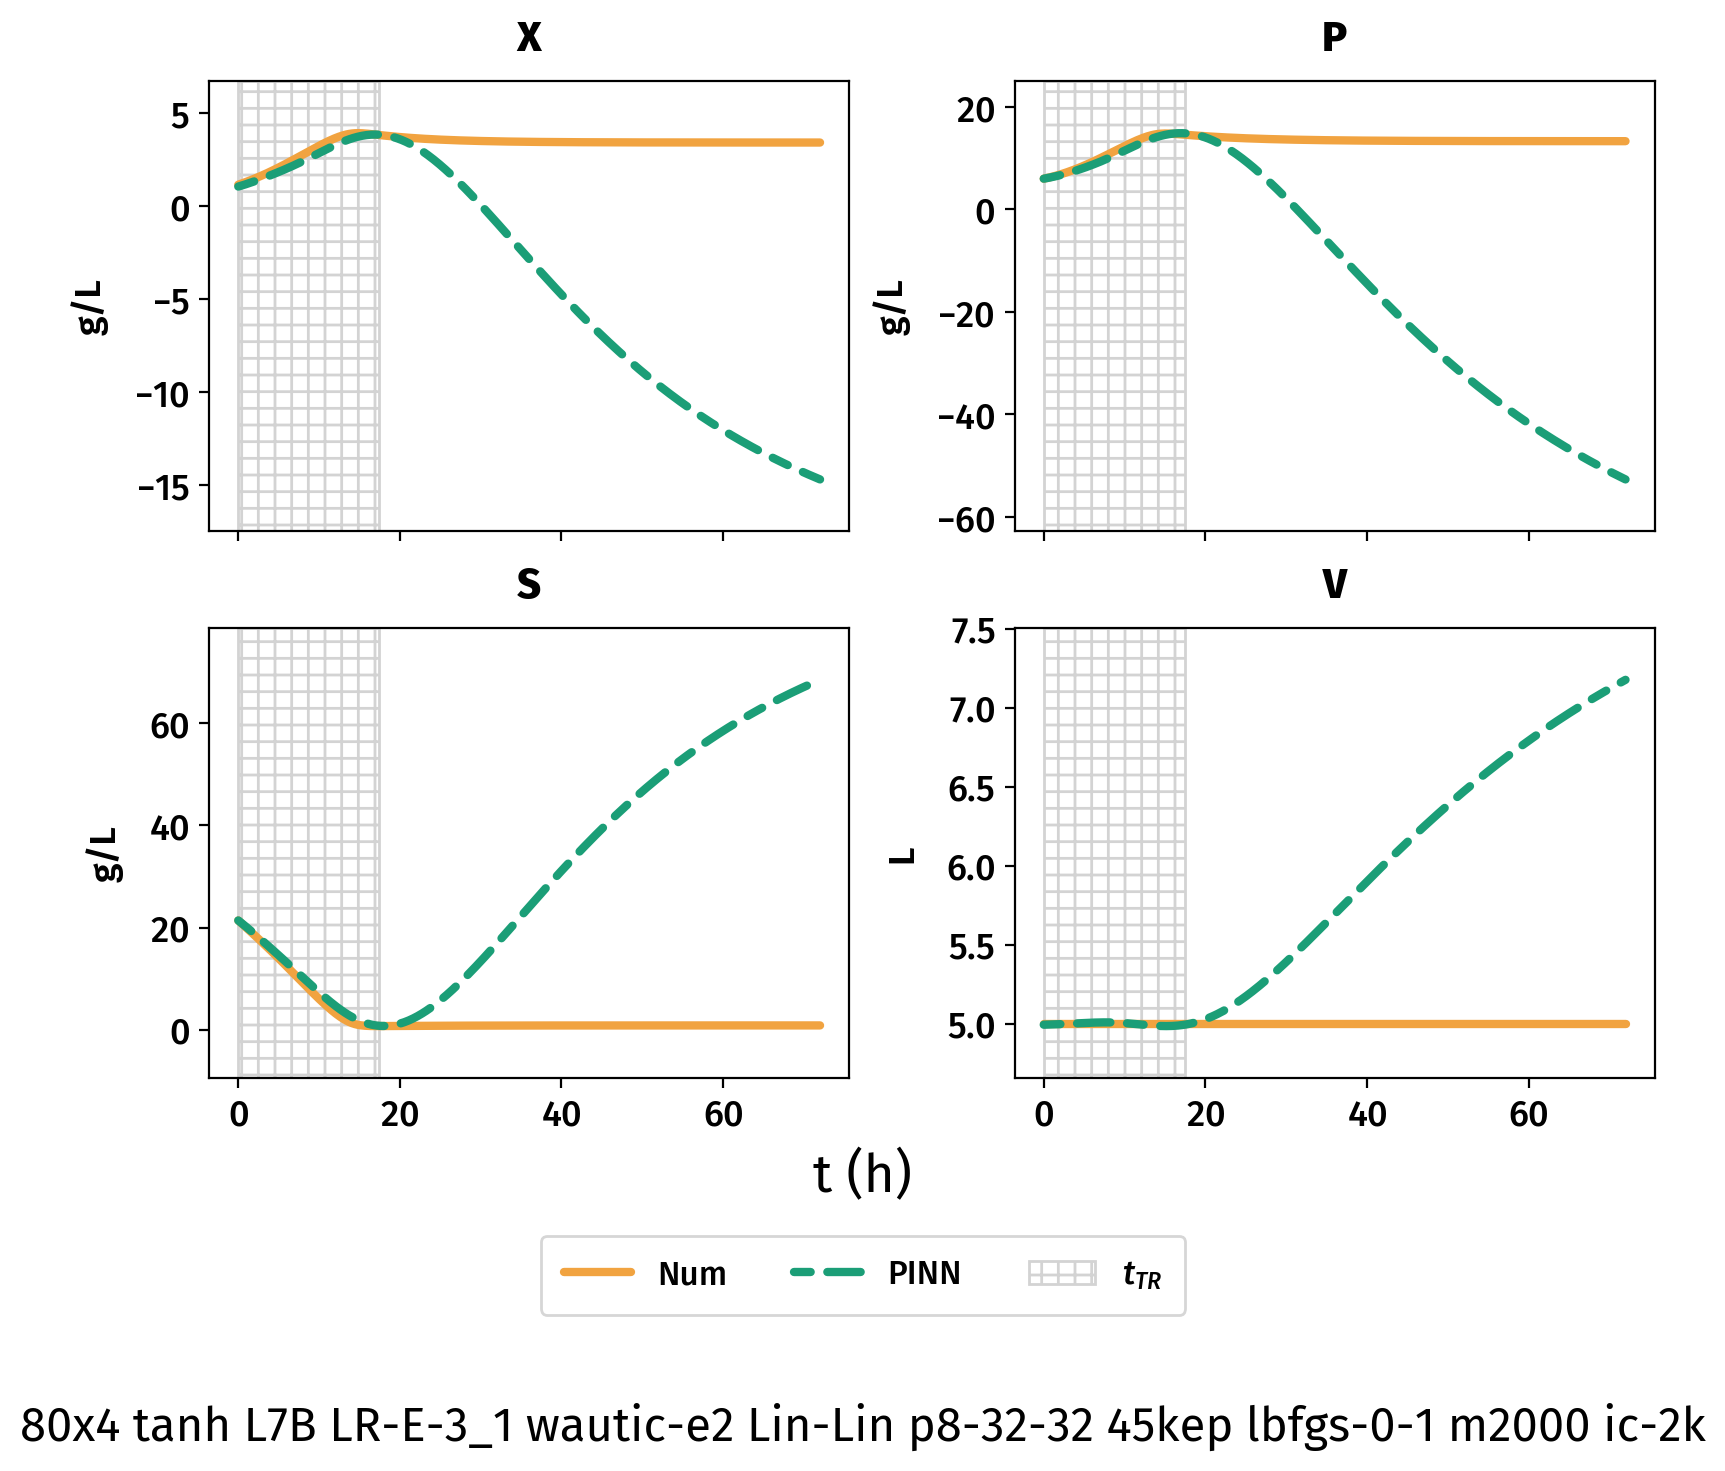 X
P
5
0
−5
−10
−15
g/L
20
0
−20
−40
−60
g/L
S
V
60
40
20
0
g/L
7.5
7.0
6.5
6.0
5.5
5.0
L
0 20 40 60
0 20 40 60
t (h)
Num PINN tTR
80x4 tanh L7B LR-E-3_1 wautic-e2 Lin-Lin p8-32-32 45kep lbfgs-0-1 m2000 ic-2k